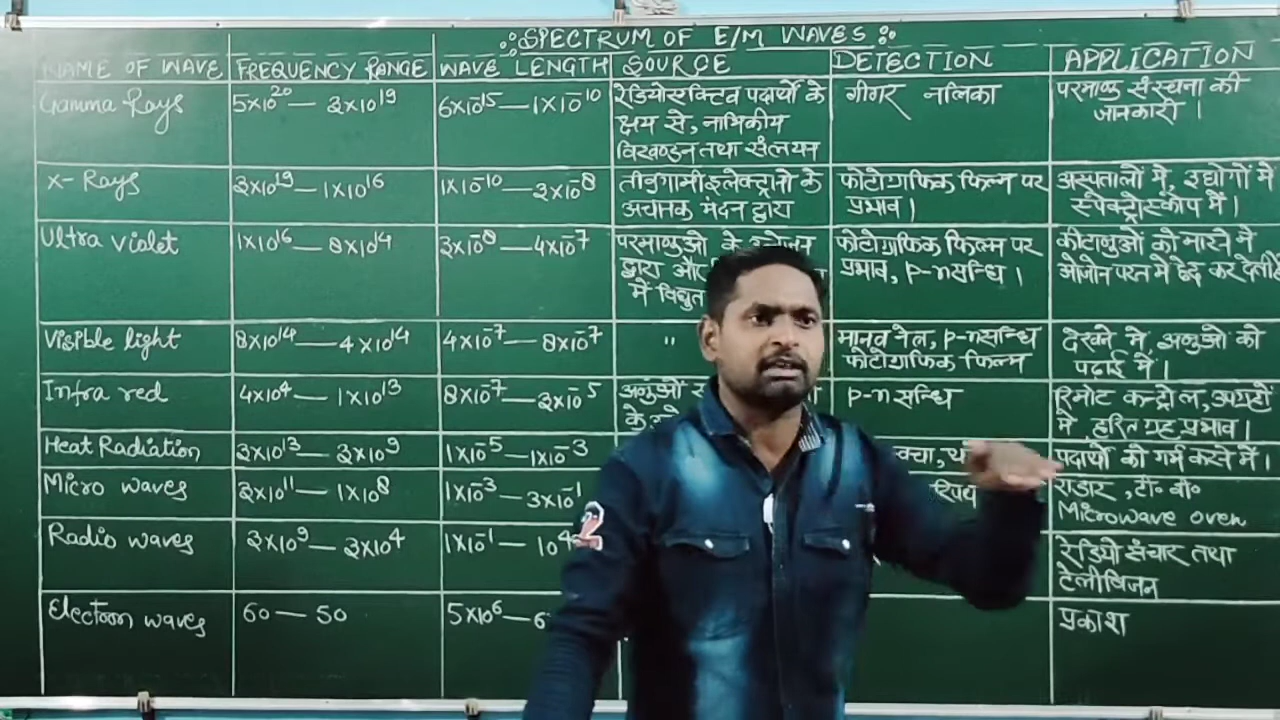 SPECTRUM OF E/M WAVES
NAME OF WAVE FREQUENCY RANGE WAVE LENGTH SOURCE DETECTION APPLICATION
Gamma Rays 5×10²⁰ — 3×10¹⁹ 6×10¹⁵ — 1×10⁻¹⁰ रेडियोएक्टिव पदार्थो के गीगर नलिका परमाणु संरचना की
क्षय से, नाभिकीय जानकारी ।
विखण्डन तथा संलयन
X- Rays 3×10¹⁹ — 1×10¹⁶ 1×10⁻¹⁰ — 3×10⁻⁸ तीव्रगामी इलेक्ट्रानो के फोटोग्राफिक फिल्म पर अस्पतालों में, उद्योगों में
अचानक मंदन द्वारा प्रभाव । स्पेक्ट्रोस्कोप में ।
Ultra violet 1×10¹⁶ — 8×10¹⁴ 3×10⁻⁸ — 4×10⁻⁷ परमाणुओ के फोटोग्राफिक फिल्म पर कीटाणुओं को मारने में
द्वारा और प्रभाव, p-n सन्धि । ओजोन परत में छेद कर देती है
में विद्युत
Visible light 8×10¹⁴ — 4×10¹⁴ 4×10⁻⁷ — 8×10⁻⁷ " मानव नेत्र, p-n सन्धि देखने में, अणुओ को
फोटोग्राफिक फिल्म पढ़ाई में ।
Infra red 4×10⁴ — 1×10¹³ 8×10⁻⁷ — 3×10⁻⁵ अणुओं p-n सन्धि रिमोट कन्ट्रोल,
के में हरित गृह प्रभाव ।
Heat Radiation 3×10¹³ — 3×10⁹ 1×10⁻⁵ — 1×10⁻³ पदार्थो को गर्म करने में ।
Micro waves 3×10¹¹ — 1×10⁸ 1×10⁻³ — 3×10⁻¹ राडार, टी॰ वी॰
Microwave oven
Radio waves 3×10⁹ — 3×10⁴ 1×10⁻¹ — 10⁴ रेडियो संचार तथा
टेलीविजन
Electron waves 60 — 50 5×10⁶ — 6 प्रकाश
2